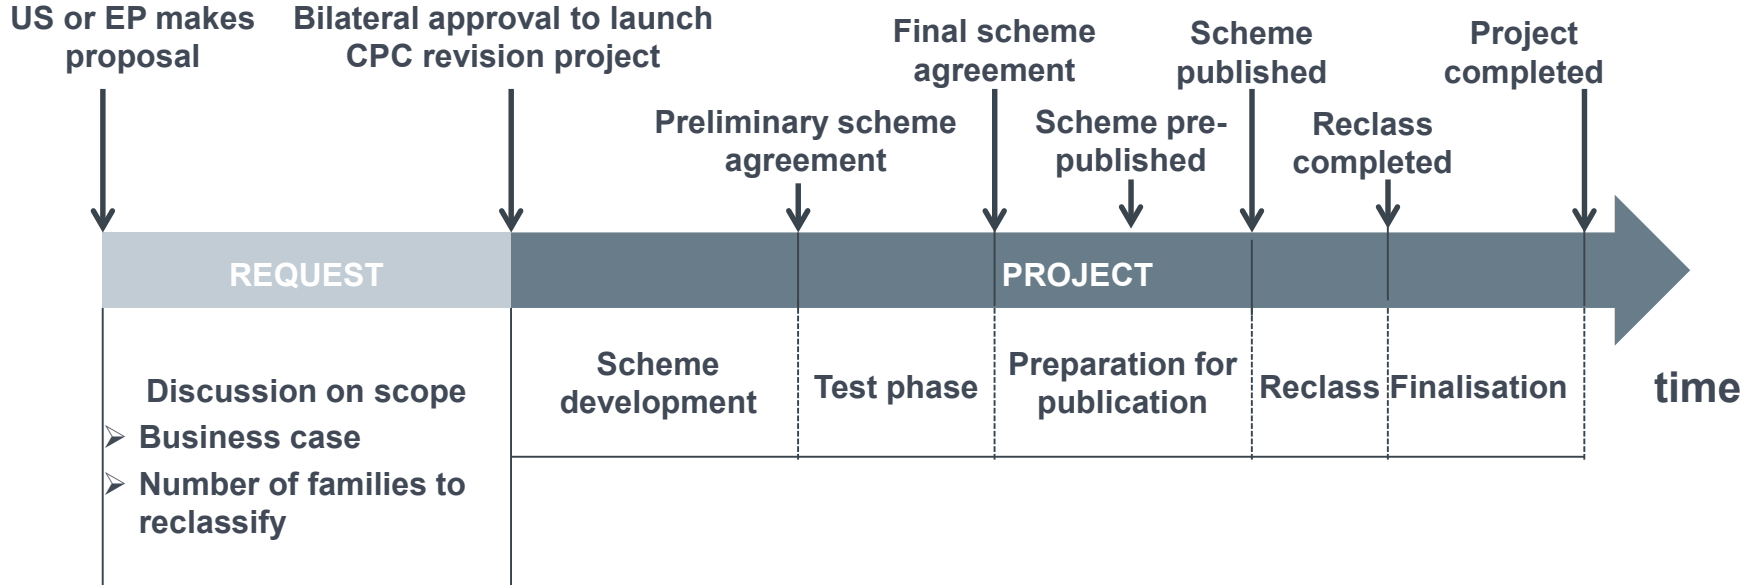 US or EP makes
proposal
Bilateral approval to launch
CPC revision project
Preliminary scheme
agreement
Final scheme
agreement
Scheme pre-
published
Scheme
published
Reclass
completed
Project
completed
REQUEST
PROJECT
Discussion on scope
Business case
Number of families to
reclassify
Scheme
development
Test phase
Preparation for
publication
Reclass
Finalisation
time